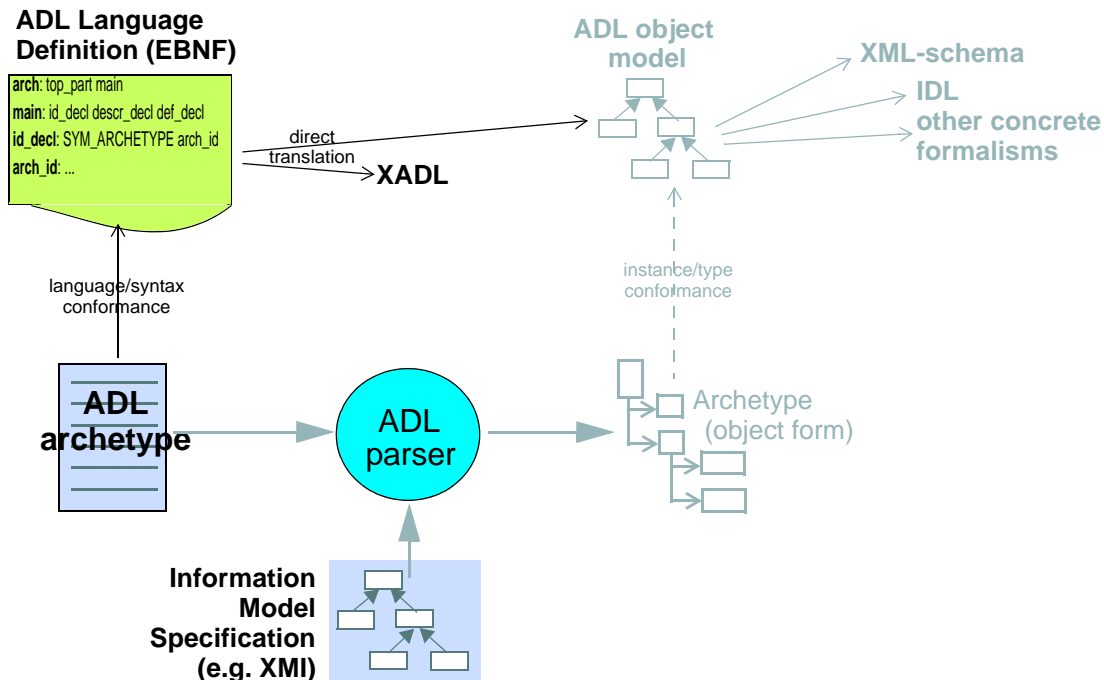 ADL Language
Definition (EBNF)
arch: top_part main
main: id_decl descr_decl def_decl
id_decl: SYM_ARCHETYPE arch_id
arch_id: ...
ADL object
model
XML-schema
IDL
other concrete
formalisms
direct
translation
XADL
language/syntax
conformance
instance/type
conformance
ADL
archetype
ADL
parser
Archetype
(object form)
Information
Model
Specification
(e.g. XMI)